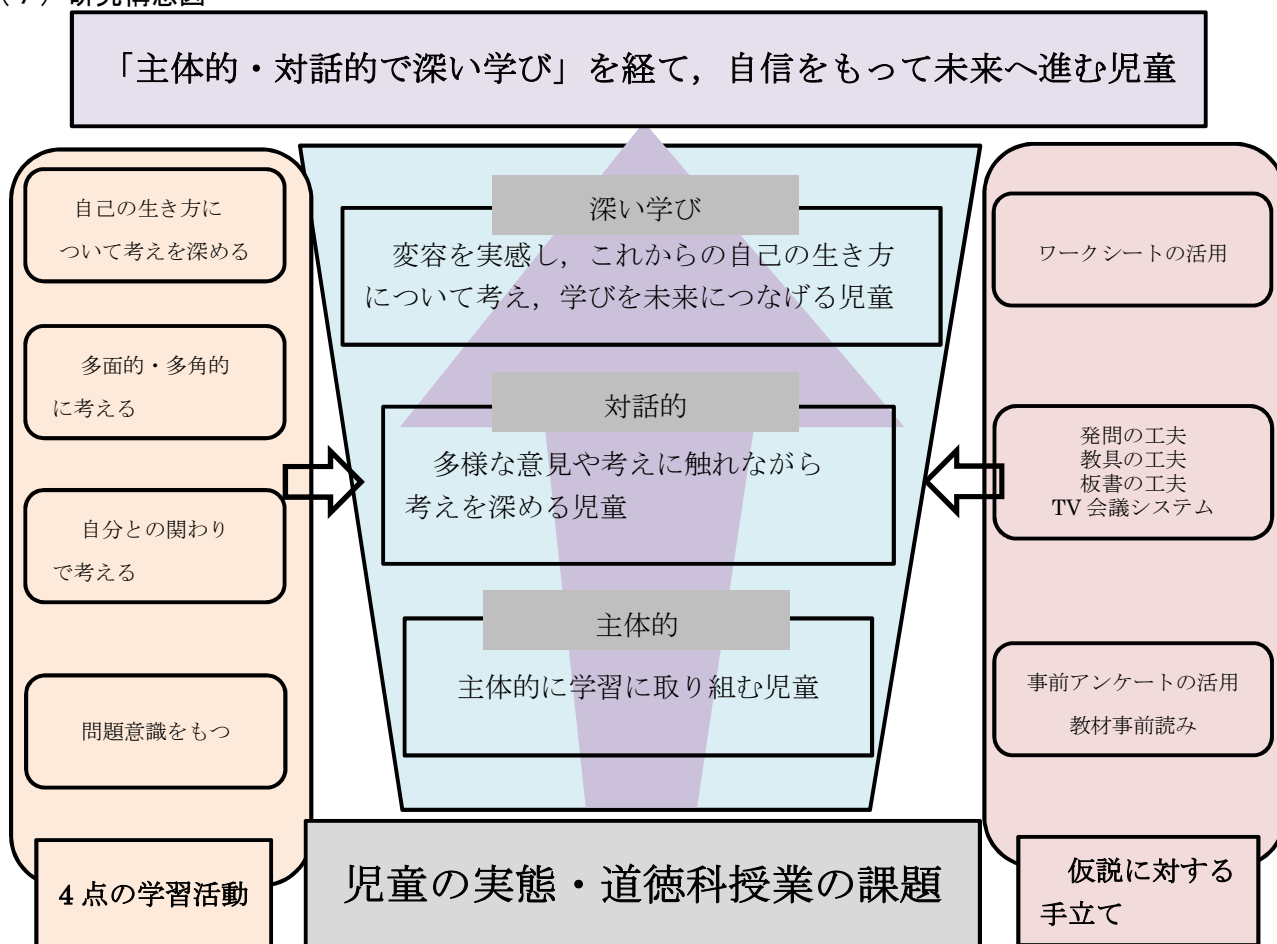 （７）研究構想図
「主体的・対話的で深い学び」を経て，自信をもって未来へ進む児童
自己の生き方に
ついて考えを深める
多面的・多角的
に考える
自分との関わり
で考える
問題意識をもつ
4 点の学習活動
深い学び
変容を実感し，これからの自己の生き方
について考え，学びを未来につなげる児童
対話的
多様な意見や考えに触れながら
考えを深める児童
主体的
主体的に学習に取り組む児童
児童の実態・道徳科授業の課題
ワークシートの活用
発問の工夫
教具の工夫
板書の工夫
TV 会議システム
事前アンケートの活用
教材事前読み
仮説に対する
手立て